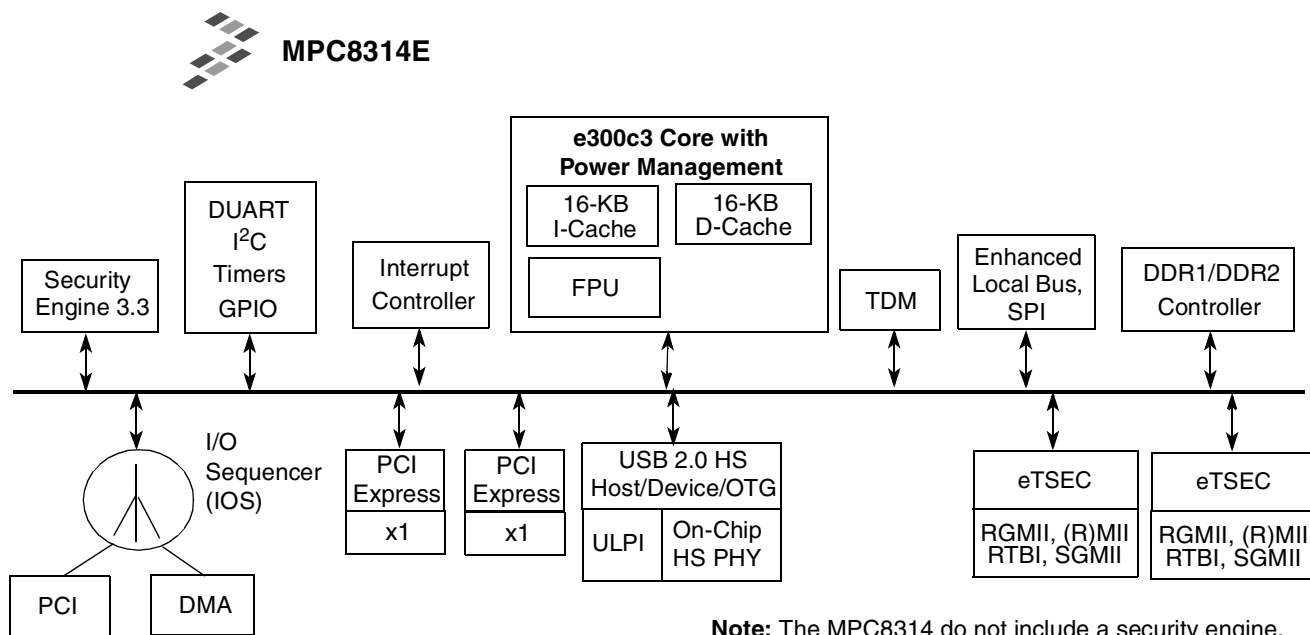 MPC8314E
e300c3 Core with
Power Management
16-KB
I-Cache
16-KB
D-Cache
FPU
Security
Engine 3.3
DUART
I²C
Timers
GPIO
Interrupt
Controller
TDM
Enhanced
Local Bus,
SPI
DDR1/DDR2
Controller
I/O
Sequencer
(IOS)
PCI
DMA
PCI
Express
x1
PCI
Express
x1
USB 2.0 HS
Host/Device/OTG
ULPI
On-Chip
HS PHY
eTSEC
RGMII, (R)MII
RTBI, SGMII
eTSEC
RGMII, (R)MII
RTBI, SGMII
Note: The MPC8314 do not include a security engine.